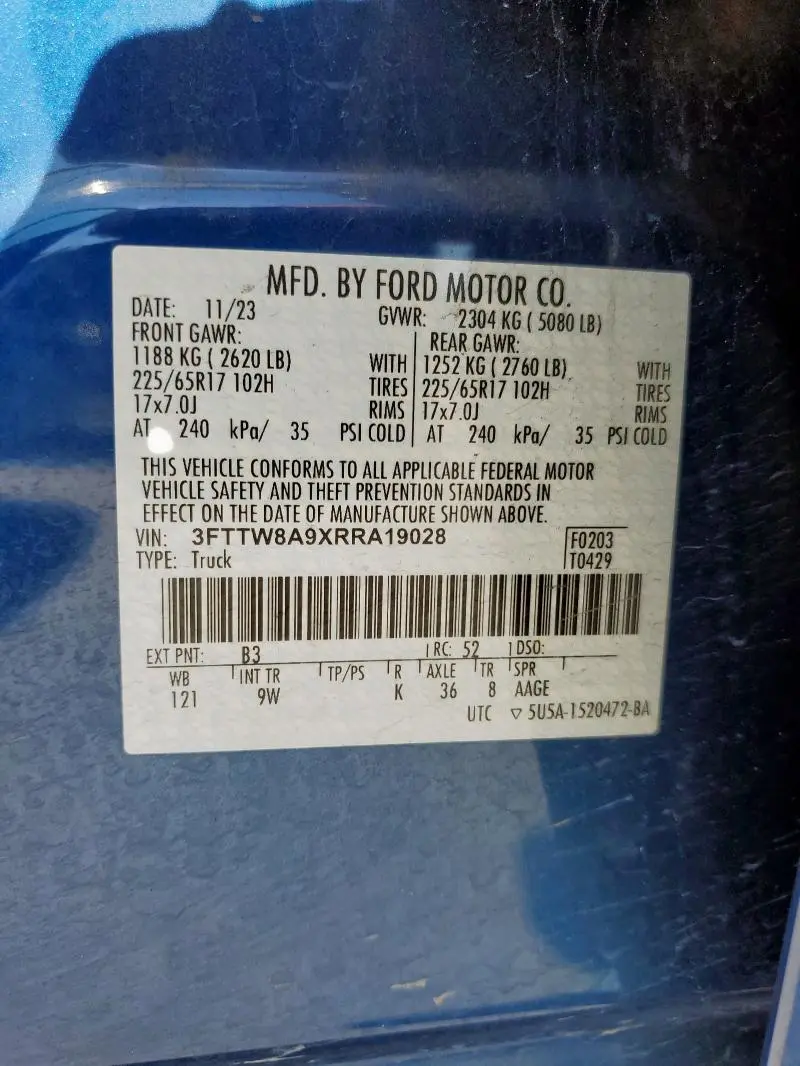 MFD. BY FORD MOTOR CO.
DATE: 11/23 GVWR: 2304 KG ( 5080 LB)
FRONT GAWR: REAR GAWR:
1188 KG ( 2620 LB) WITH 1252 KG ( 2760 LB) WITH
225/65R17 102H TIRES 225/65R17 102H TIRES
17x7.0J RIMS 17x7.0J RIMS
AT 240 kPa/ 35 PSI COLD AT 240 kPa/ 35 PSI COLD
THIS VEHICLE CONFORMS TO ALL APPLICABLE FEDERAL MOTOR
VEHICLE SAFETY AND THEFT PREVENTION STANDARDS IN
EFFECT ON THE DATE OF MANUFACTURE SHOWN ABOVE.
VIN: 3FTTW8A9XRRA19028 F0203
TYPE: Truck T0429
EXT PNT: B3 RC: 52 DSO:
WB INT TR TP/PS R AXLE TR SPR
121 9W K 36 8 AAGE
UTC ▽ 5U5A-1520472-BA